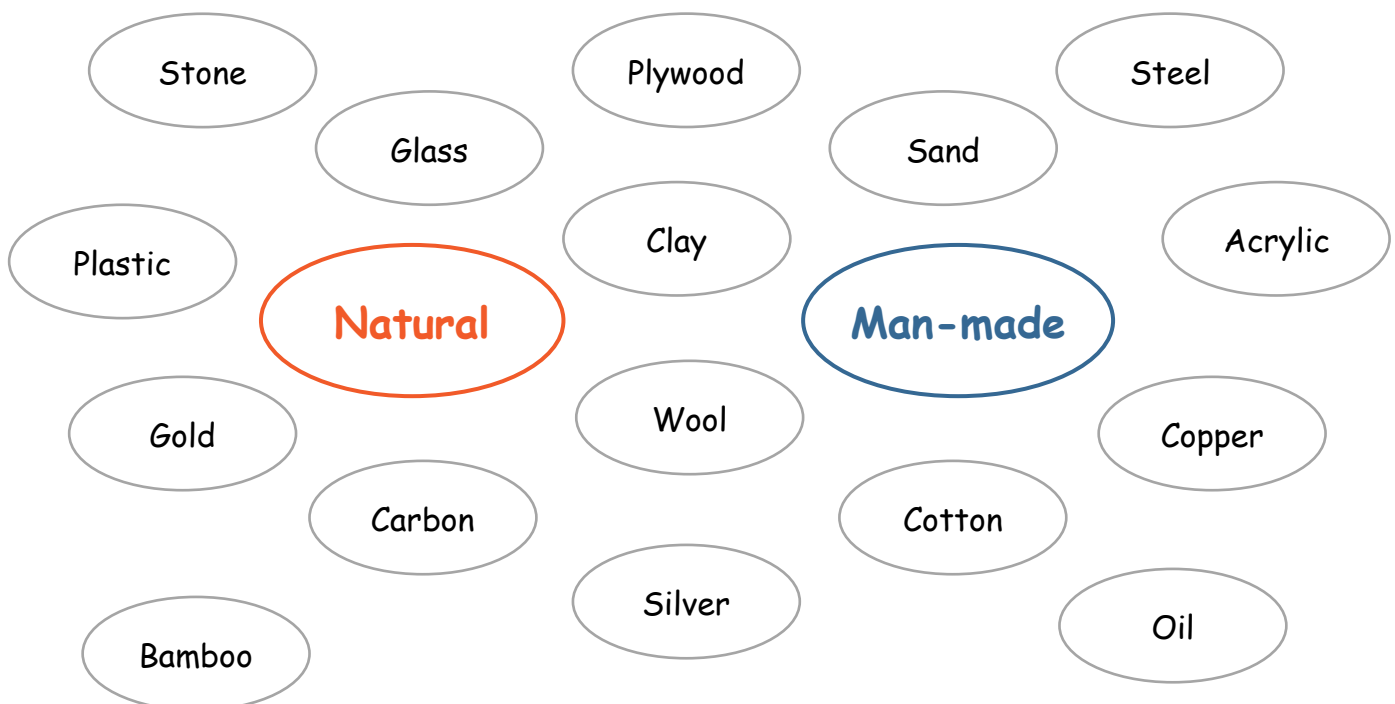 Stone
Plywood
Steel
Glass
Sand
Clay
Acrylic
Plastic
Natural
Man-made
Wool
Gold
Copper
Carbon
Cotton
Silver
Oil
Bamboo